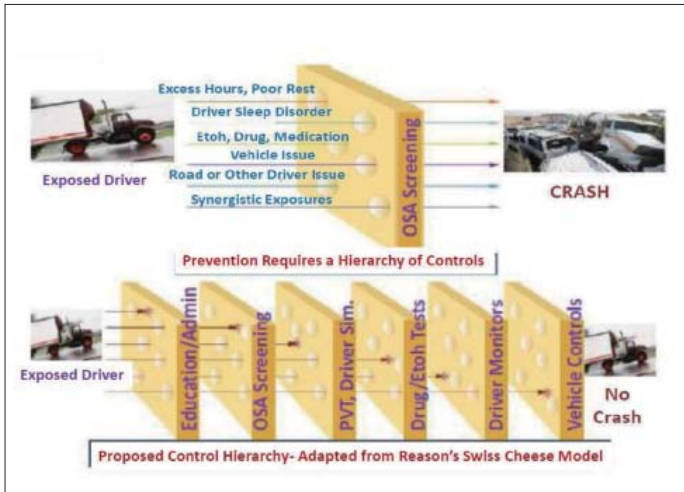 Excess Hours, Poor Rest
Driver Sleep Disorder
Etoh, Drug, Medication
Vehicle Issue
Road or Other Driver Issue
Synergistic Exposures
Exposed Driver
OSA Screening
CRASH
Prevention Requires a Hierarchy of Controls
Exposed Driver
Education/Admin
OSA Screening
PVT, Driver Sim.
Drug/Etoh Tests
Driver Monitors
Vehicle Controls
No
Crash
Proposed Control Hierarchy- Adapted from Reason's Swiss Cheese Model